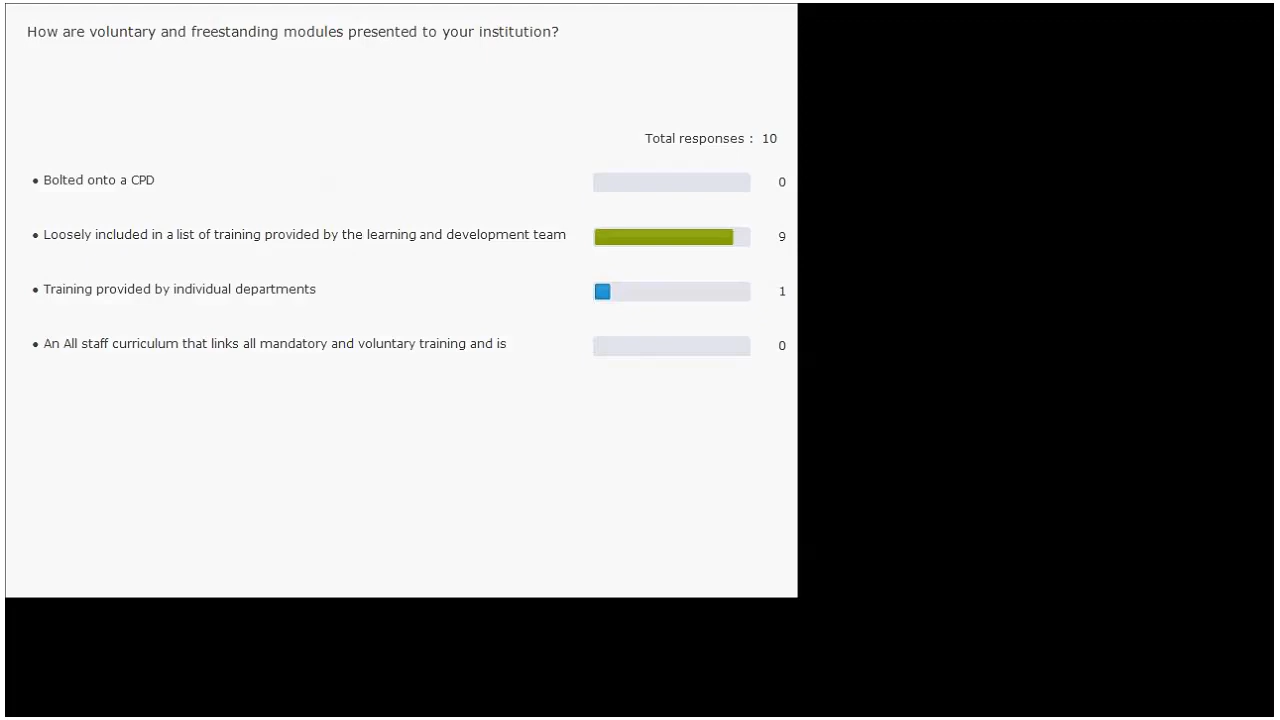 How are voluntary and freestanding modules presented to your institution?
Total responses : 10
• Bolted onto a CPD 0
• Loosely included in a list of training provided by the learning and development team 9
• Training provided by individual departments 1
• An All staff curriculum that links all mandatory and voluntary training and is 0